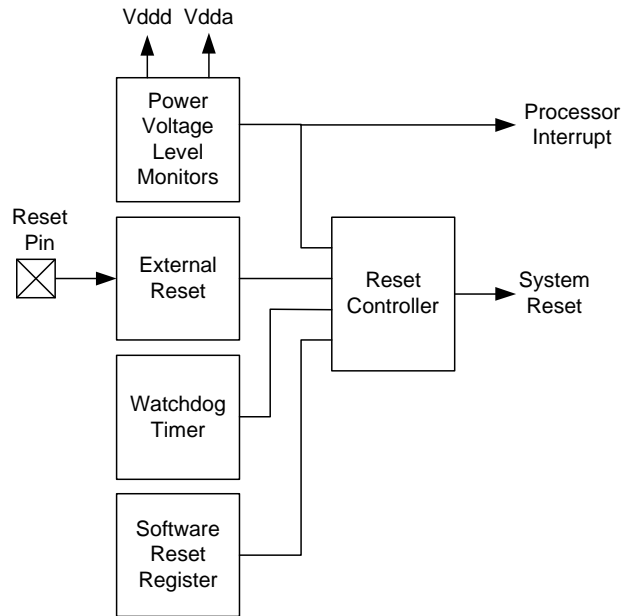 Vddd Vdda
Power
Voltage
Level
Monitors
Processor
Interrupt
Reset
Pin
External
Reset
Reset
Controller
System
Reset
Watchdog
Timer
Software
Reset
Register